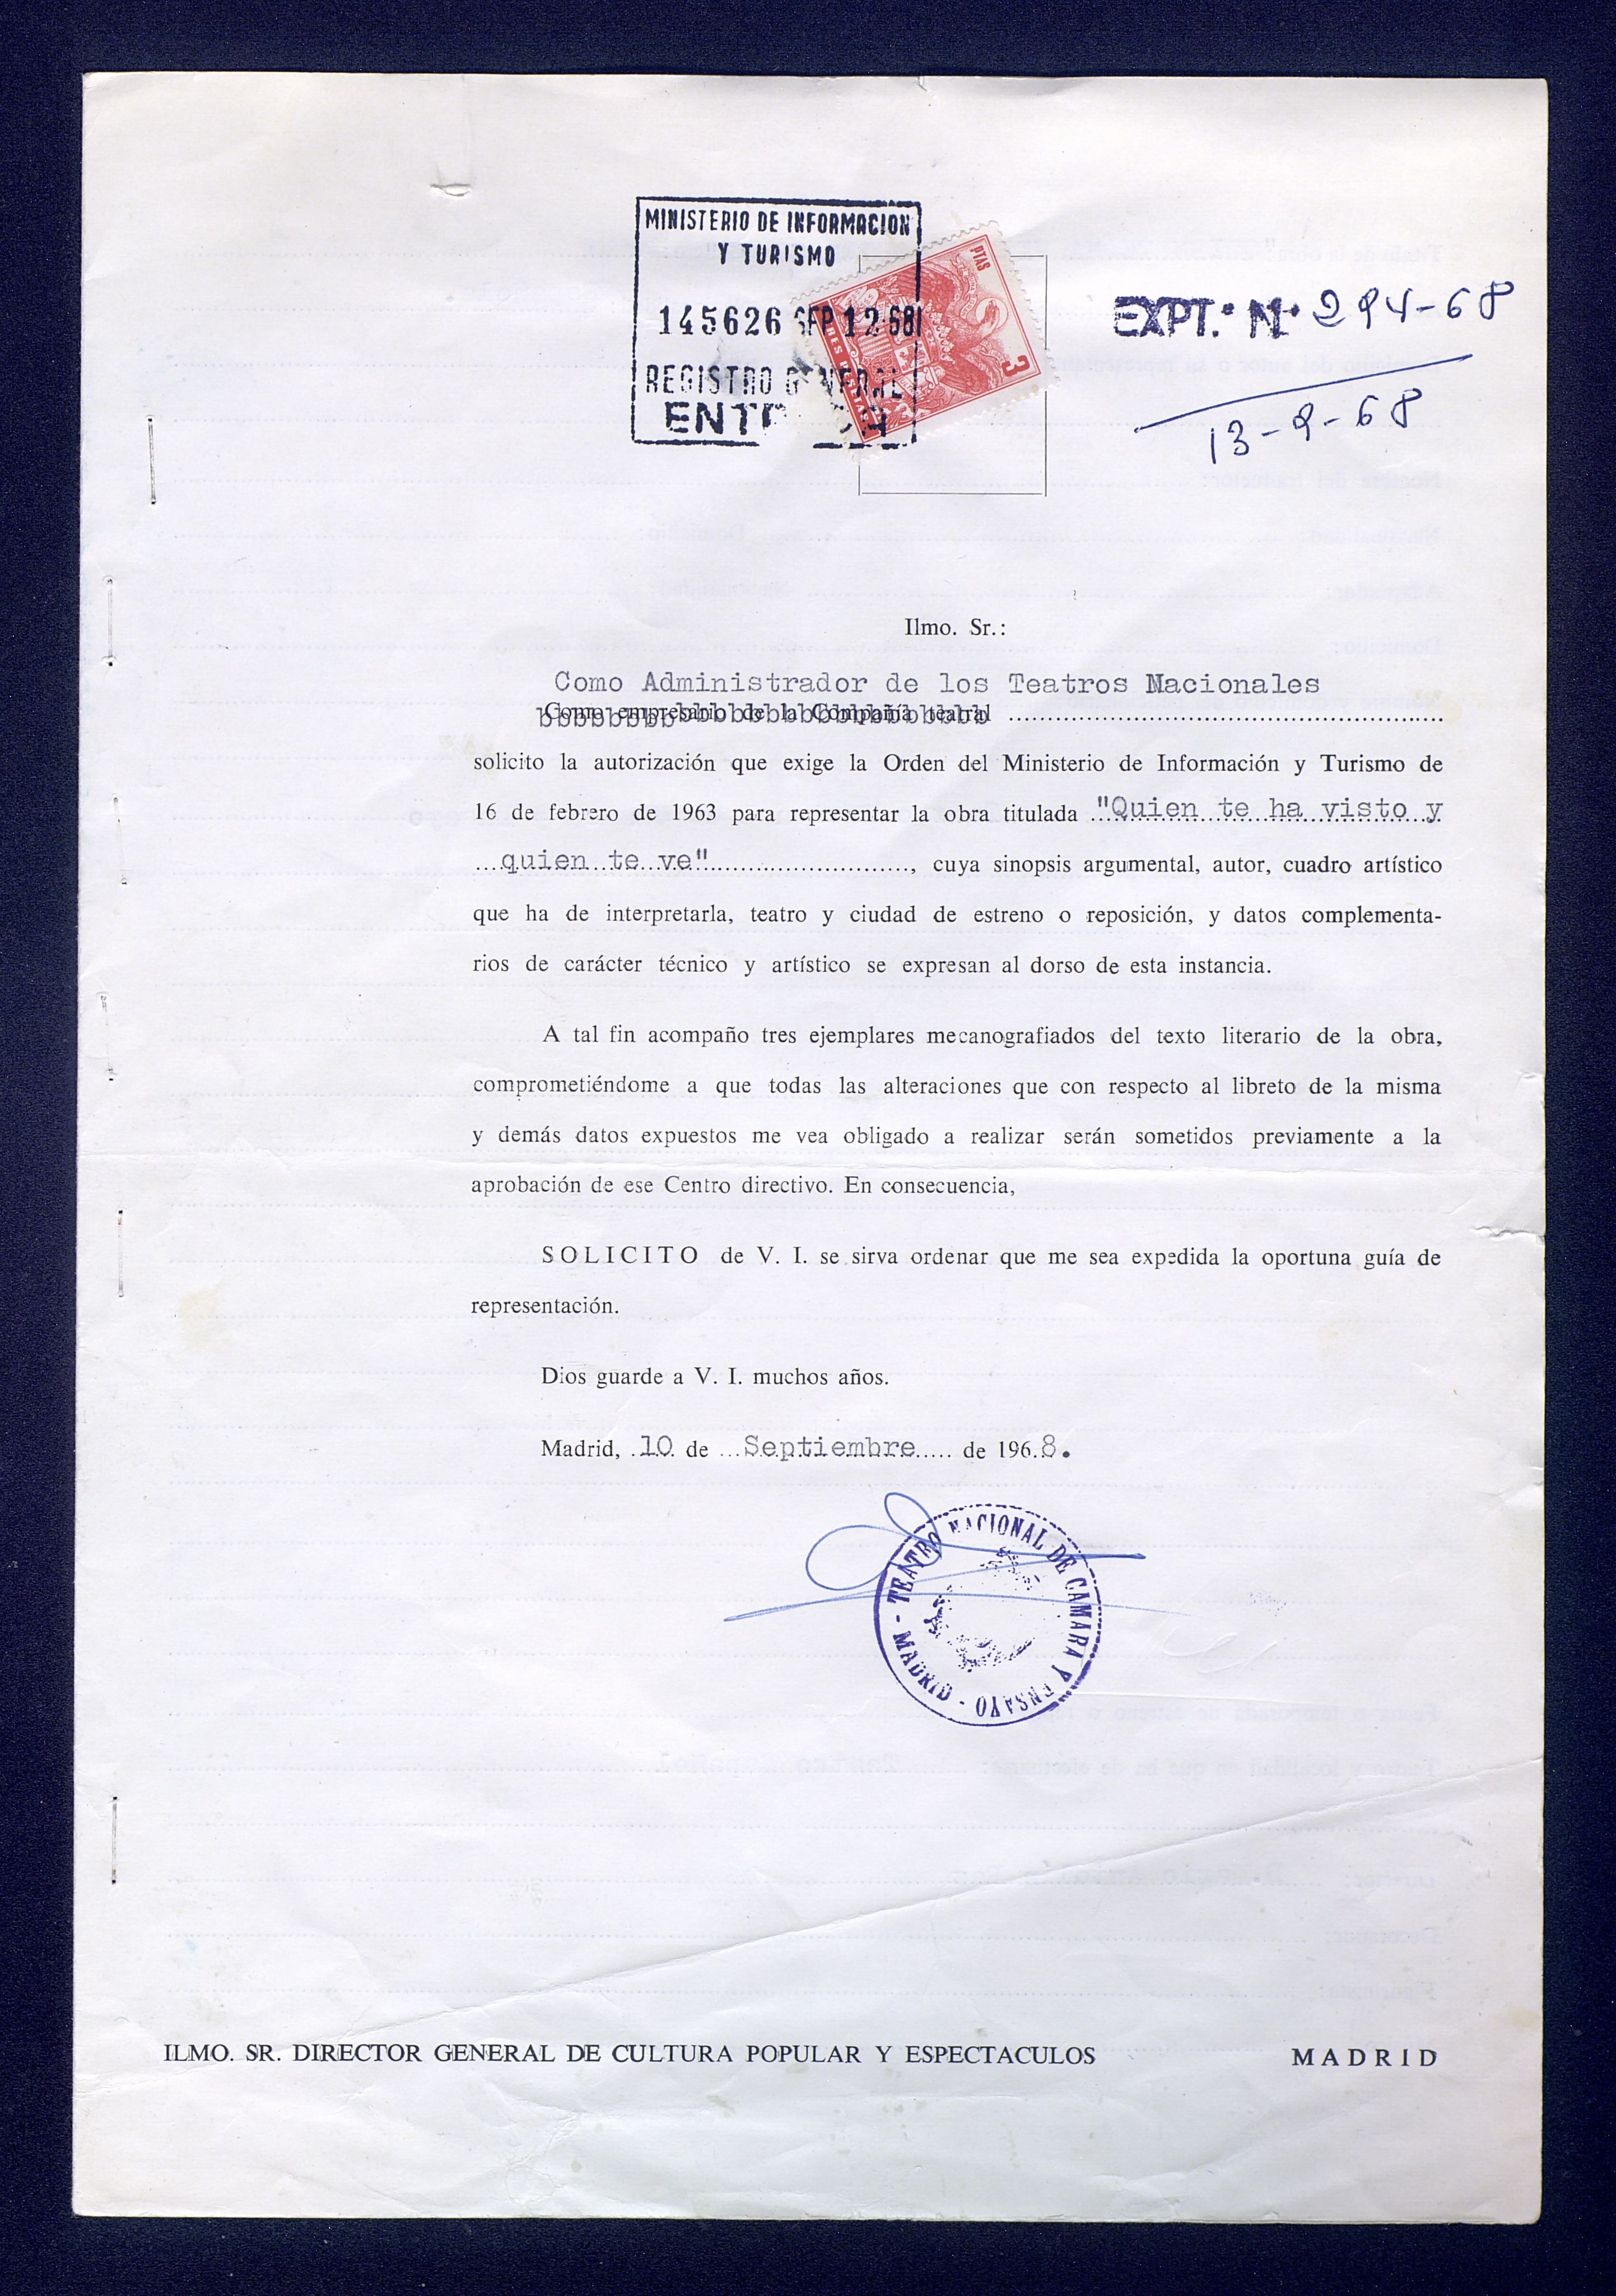 MINISTERIO DE INFORMACION
Y TURISMO
145626 SEP 12 68
REGISTRO GENERAL
ENTRADA
PTAS
3
TRES PESETAS
EXPT.º N.º 294-68
13-9-68
Ilmo. Sr.:
Como Administrador de los Teatros Nacionales
Como empresario de la Compañía teatral
solicito la autorización que exige la Orden del Ministerio de Información y Turismo de
16 de febrero de 1963 para representar la obra titulada "Quien te ha visto y
quien te ve", cuya sinopsis argumental, autor, cuadro artístico
que ha de interpretarla, teatro y ciudad de estreno o reposición, y datos complementa-
rios de carácter técnico y artístico se expresan al dorso de esta instancia.
A tal fin acompaño tres ejemplares mecanografiados del texto literario de la obra,
comprometiéndome a que todas las alteraciones que con respecto al libreto de la misma
y demás datos expuestos me vea obligado a realizar serán sometidos previamente a la
aprobación de ese Centro directivo. En consecuencia,
SOLICITO de V. I. se sirva ordenar que me sea expedida la oportuna guía de
representación.
Dios guarde a V. I. muchos años.
Madrid, 10 de Septiembre de 1968.
TEATRO NACIONAL DE CAMARA Y ENSAYO - MADRID -
ILMO. SR. DIRECTOR GENERAL DE CULTURA POPULAR Y ESPECTACULOS MADRID